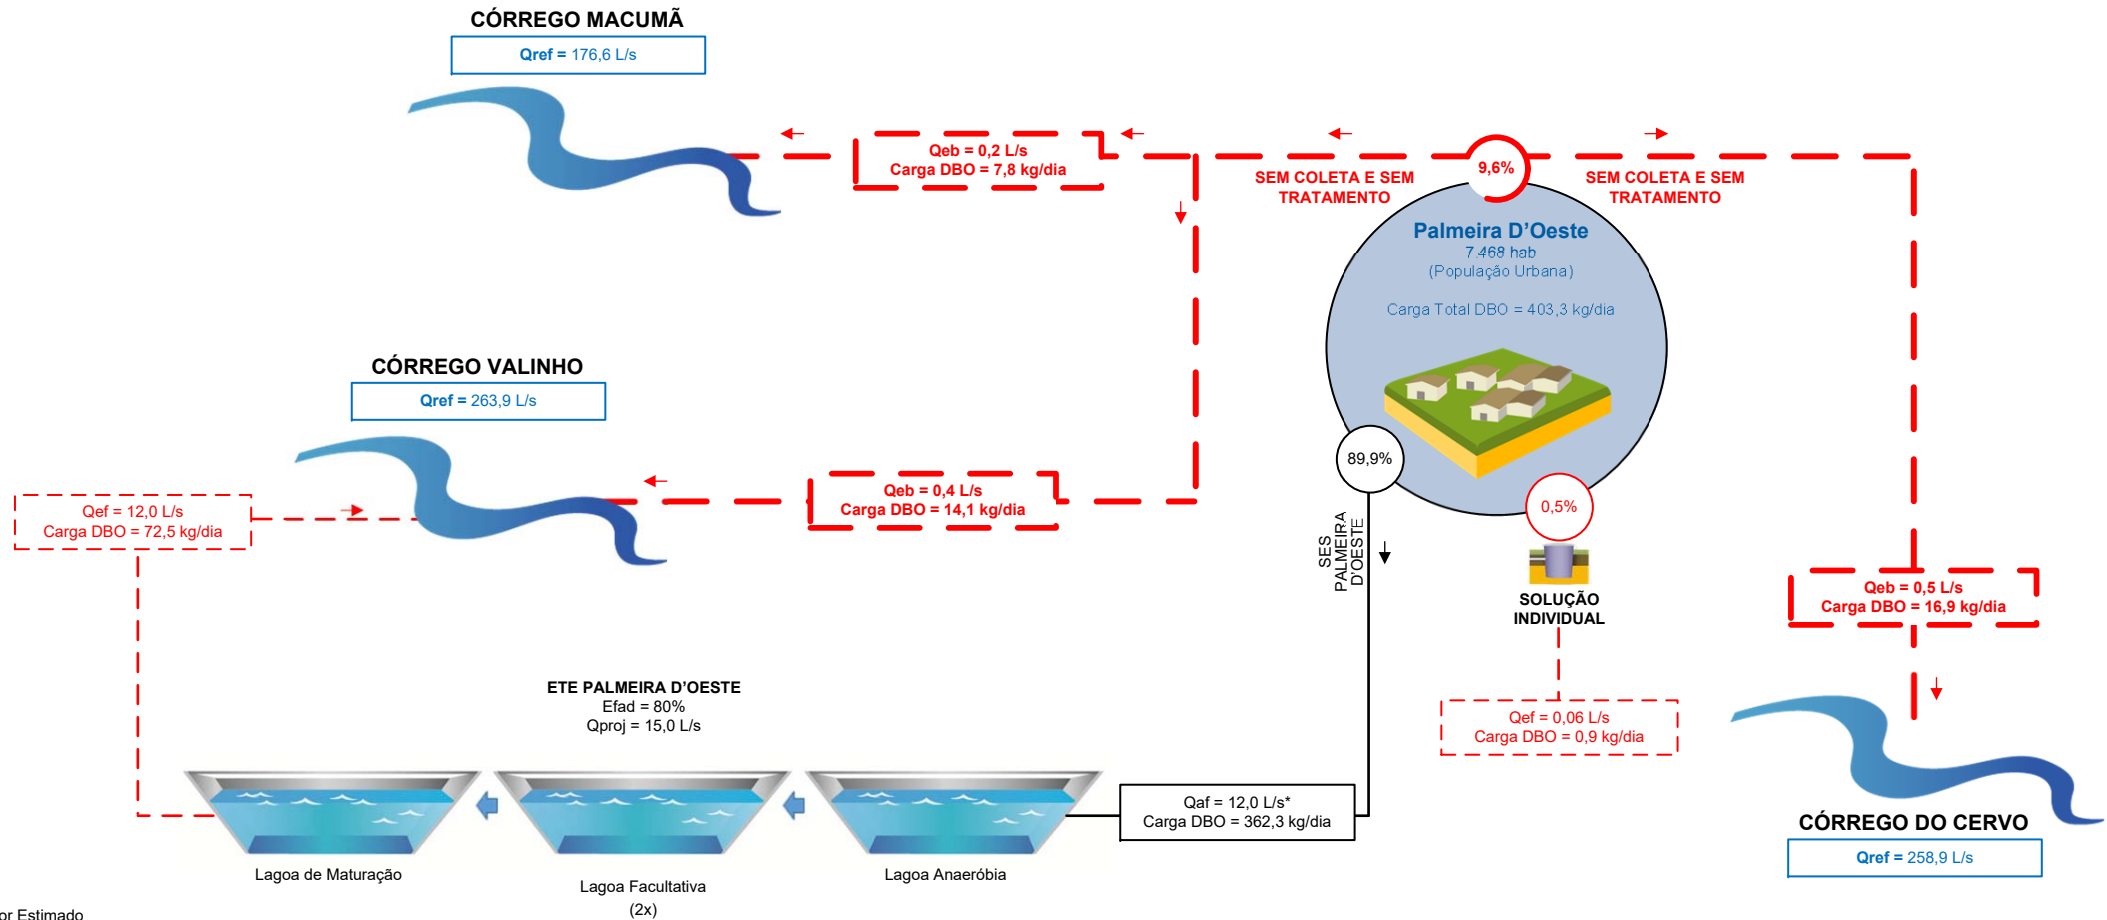 CÓRREGO MACUMÃ
Qref = 176,6 L/s
Qeb = 0,2 L/s
Carga DBO = 7,8 kg/dia
SEM COLETA E SEM
TRATAMENTO
9,6%
SEM COLETA E SEM
TRATAMENTO
Palmeira D'Oeste
7.468 hab
(População Urbana)
Carga Total DBO = 403,3 kg/dia
CÓRREGO VALINHO
Qref = 263,9 L/s
Qef = 12,0 L/s
Carga DBO = 72,5 kg/dia
Qeb = 0,4 L/s
Carga DBO = 14,1 kg/dia
89,9%
0,5%
SES
PALMEIRA
D'OESTE
SOLUÇÃO
INDIVIDUAL
Qeb = 0,5 L/s
Carga DBO = 16,9 kg/dia
ETE PALMEIRA D'OESTE
Efad = 80%
Qproj = 15,0 L/s
Qef = 0,06 L/s
Carga DBO = 0,9 kg/dia
Qaf = 12,0 L/s*
Carga DBO = 362,3 kg/dia
CÓRREGO DO CERVO
Qref = 258,9 L/s
Lagoa de Maturação
Lagoa Facultativa
(2x)
Lagoa Anaeróbia
Estimado